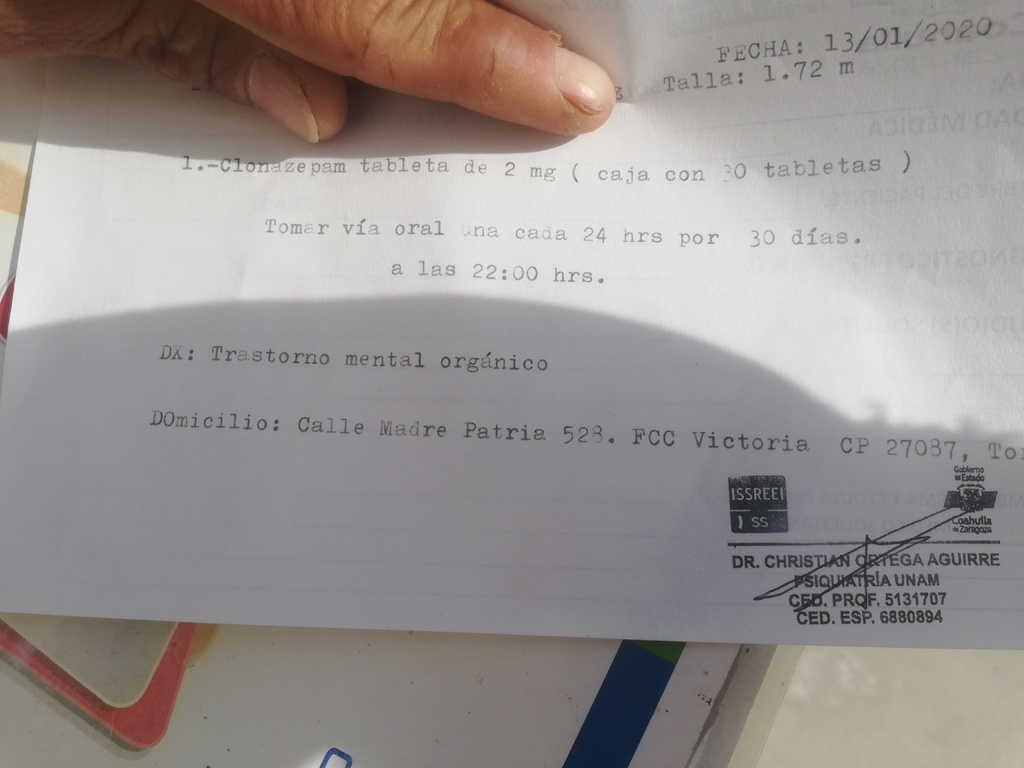 FECHA: 13/01/2020
Talla: 1.72 m
1.-Clonazepam tableta de 2 mg ( caja con 30 tabletas )
Tomar vía oral una cada 24 hrs por 30 días.
a las 22:00 hrs.
DX: Trastorno mental orgánico
DOmicilio: Calle Madre Patria 528. FCC Victoria CP 27087,
ISSREEI
Gobierno
de Estado
Coahuila
de Zaragoza
DR. CHRISTIAN ORTEGA AGUIRRE
PSIQUIATRÍA UNAM
CED. PROF. 5131707
CED. ESP. 6880894